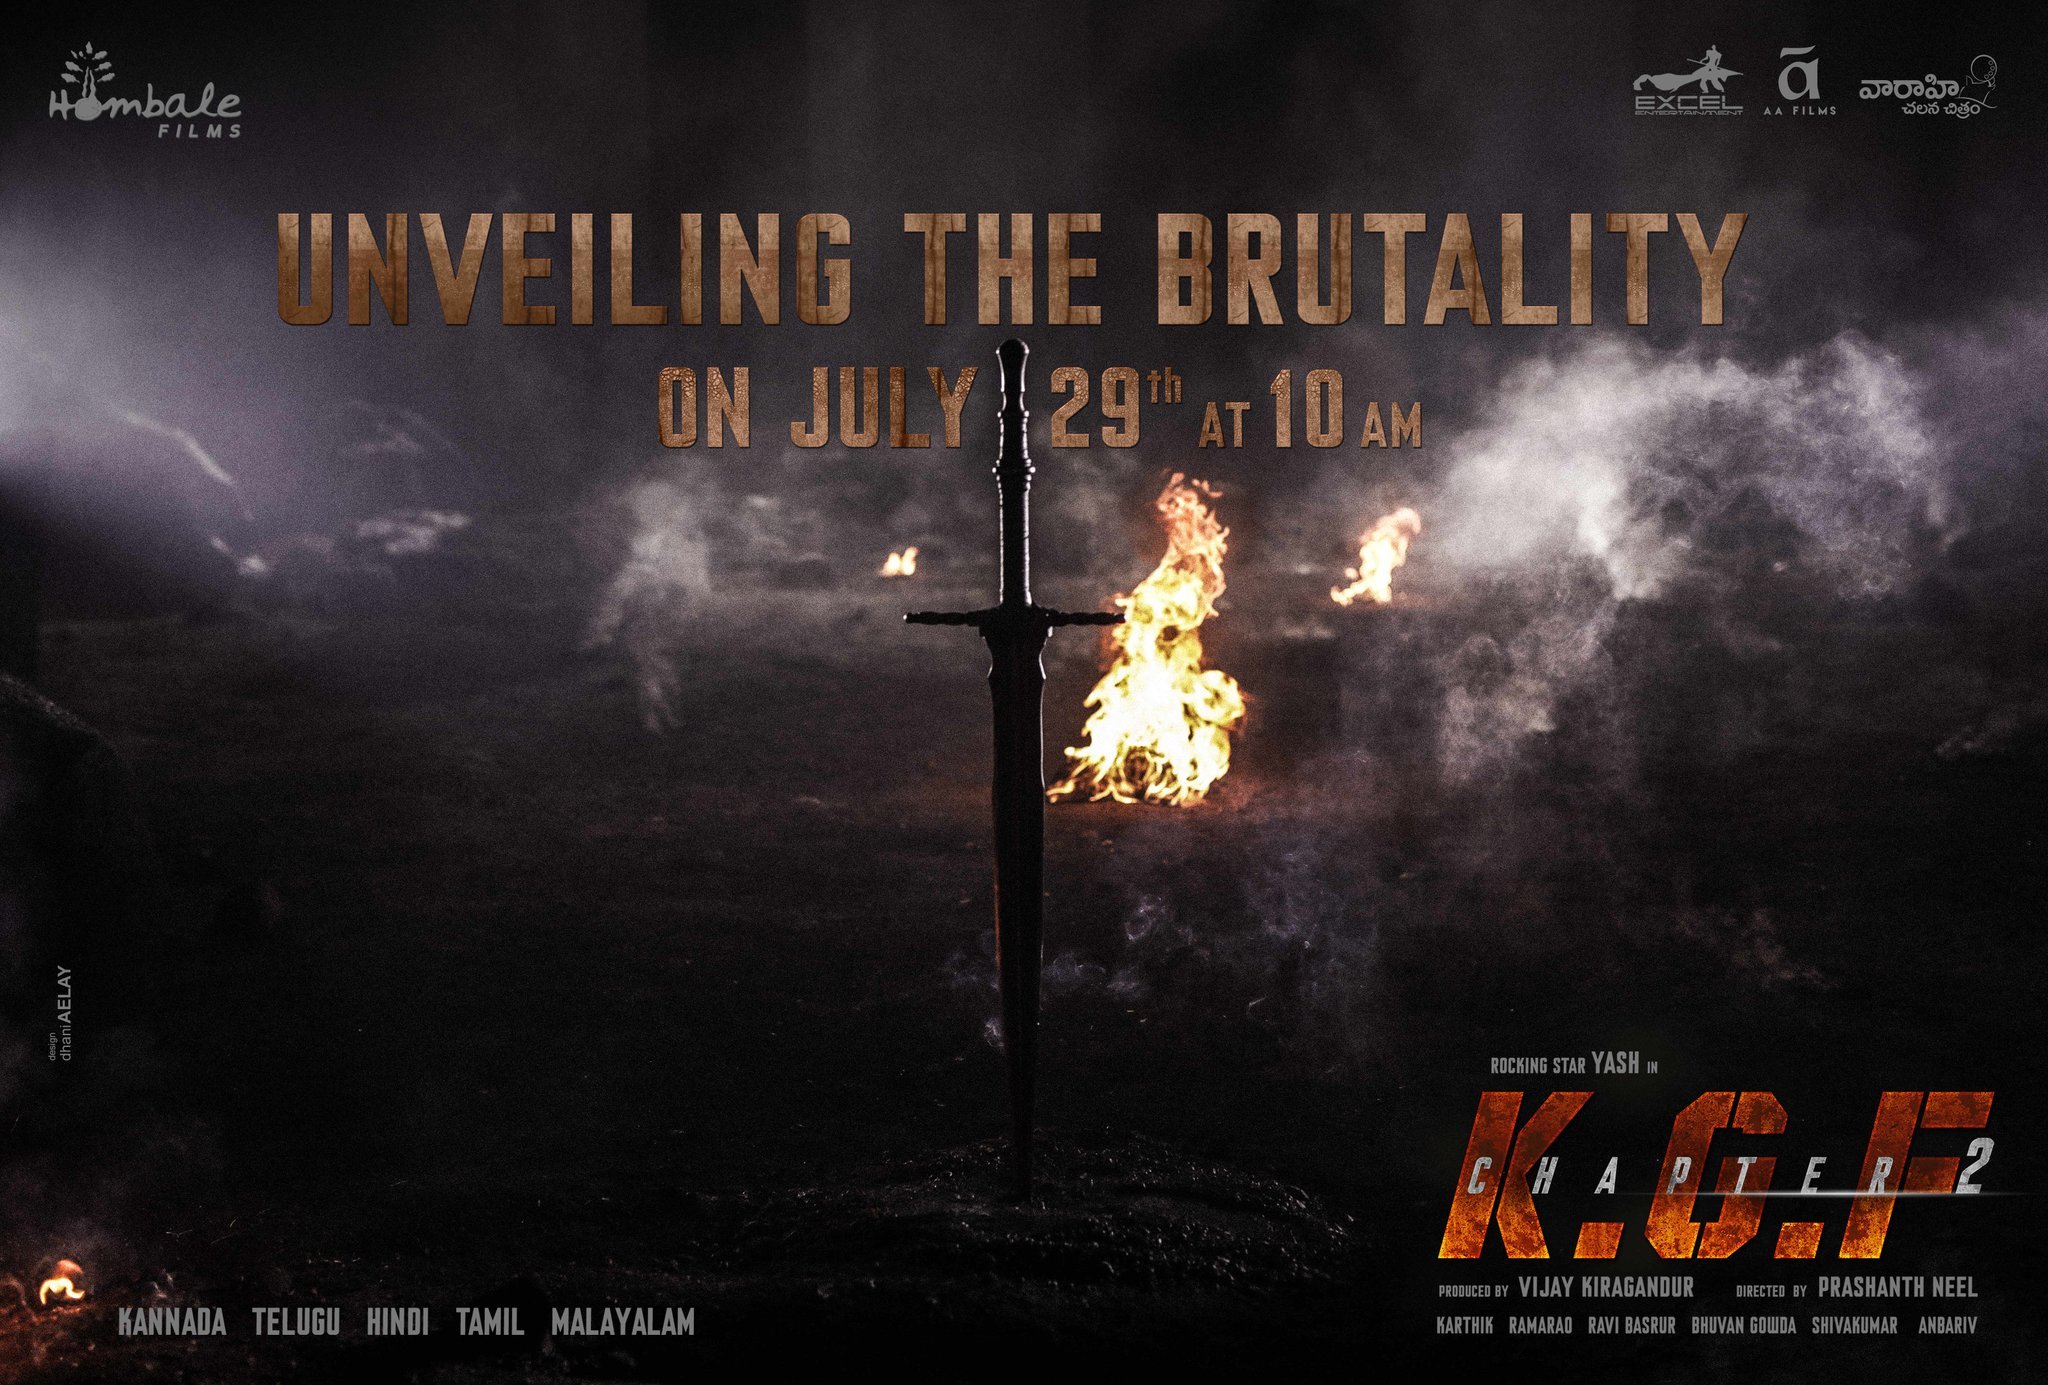 Hombale
FILMS
EXCEL
ENTERTAINMENT
ā
AA FILMS
వారాహి
చలన చిత్రం
UNVEILING THE BRUTALITY
ON JULY 29th AT 10 AM
design
dhaniAELAY
ROCKING STAR YASH IN
K.G.F
CHAPTER 2
PRODUCED BY VIJAY KIRAGANDUR DIRECTED BY PRASHANTH NEEL
KARTHIK RAMARAO RAVI BASRUR BHUVAN GOWDA SHIVAKUMAR ANBARIV
KANNADA TELUGU HINDI TAMIL MALAYALAM